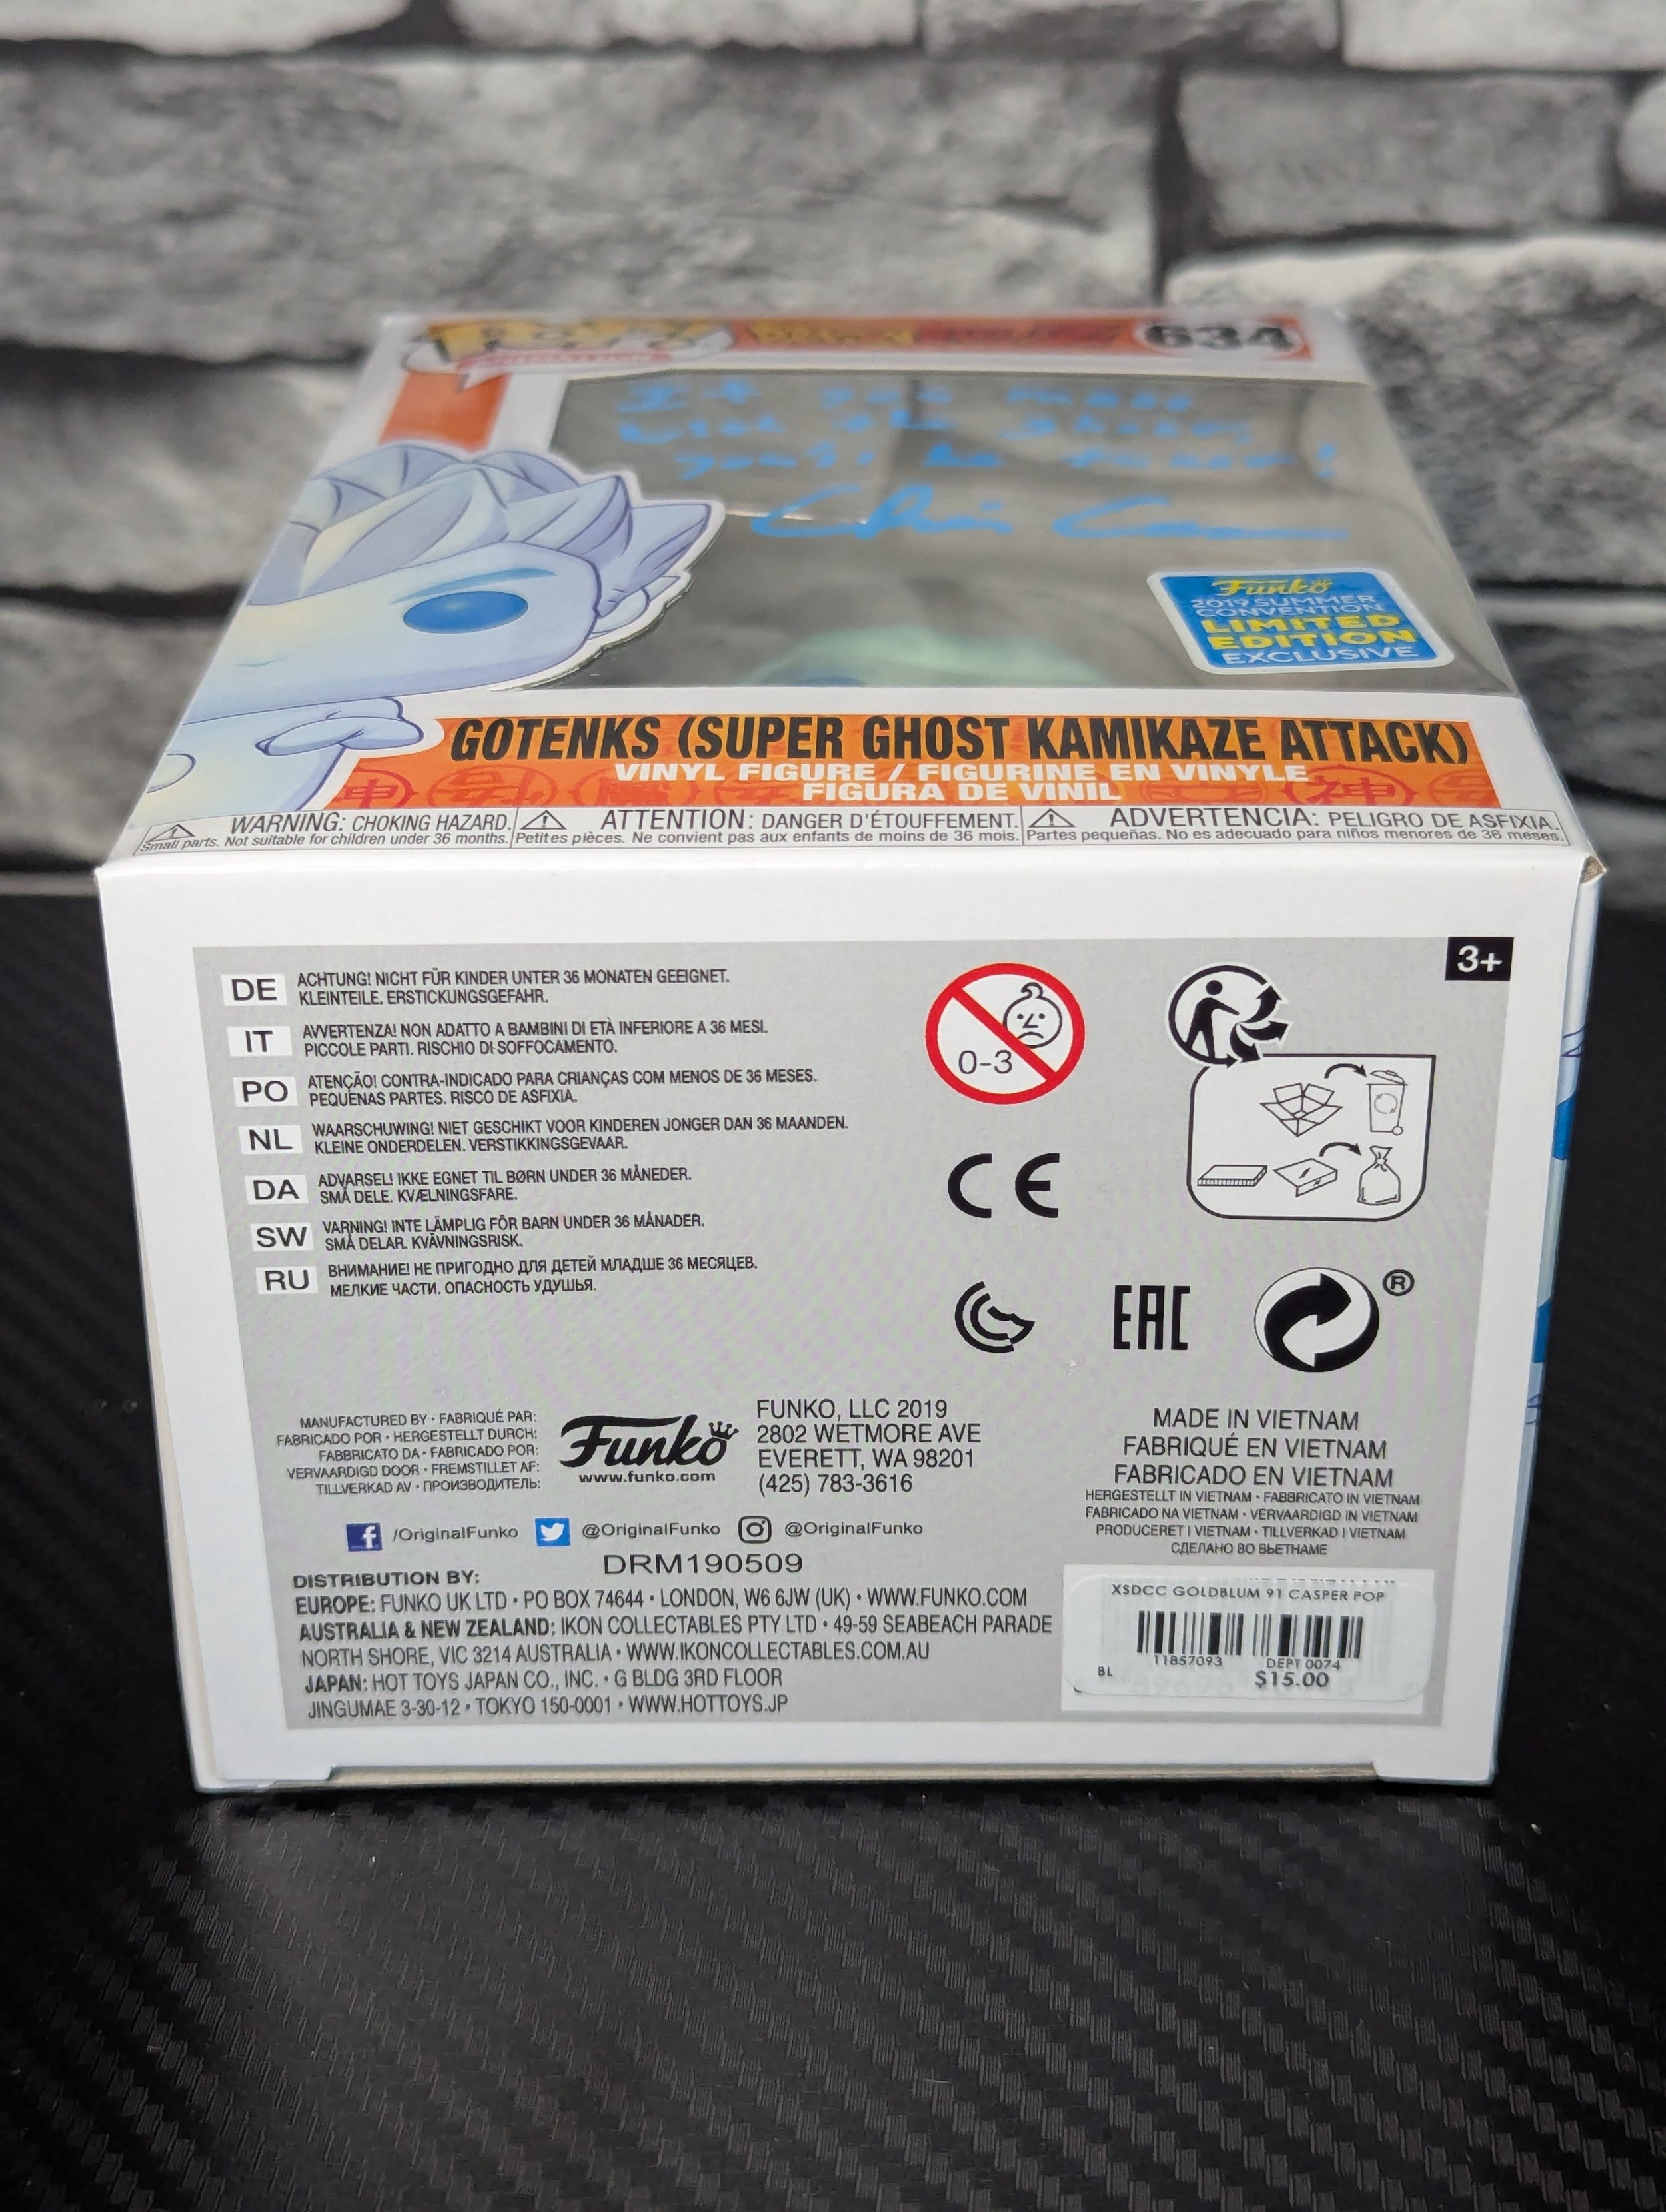 POP!
634
If you mess
with the ghost,
you'll be toast!
Funko
2019 SUMMER
CONVENTION
LIMITED
EDITION
EXCLUSIVE
GOTENKS (SUPER GHOST KAMIKAZE ATTACK)
VINYL FIGURE / FIGURINE EN VINYLE
FIGURA DE VINIL
WARNING: CHOKING HAZARD.
Small parts. Not suitable for children under 36 months.
ATTENTION: DANGER D'ÉTOUFFEMENT.
Petites pièces. Ne convient pas aux enfants de moins de 36 mois.
ADVERTENCIA: PELIGRO DE ASFIXIA.
Partes pequeñas. No es adecuado para niños menores de 36 meses.
3+
DE ACHTUNG! NICHT FÜR KINDER UNTER 36 MONATEN GEEIGNET.
KLEINTEILE. ERSTICKUNGSGEFAHR.
IT AVVERTENZA! NON ADATTO A BAMBINI DI ETÀ INFERIORE A 36 MESI.
PICCOLE PARTI. RISCHIO DI SOFFOCAMENTO.
PO ATENÇÃO! CONTRA-INDICADO PARA CRIANÇAS COM MENOS DE 36 MESES.
PEQUENAS PARTES. RISCO DE ASFIXIA.
NL WAARSCHUWING! NIET GESCHIKT VOOR KINDEREN JONGER DAN 36 MAANDEN.
KLEINE ONDERDELEN. VERSTIKKINGSGEVAAR.
DA ADVARSEL! IKKE EGNET TIL BØRN UNDER 36 MÅNEDER.
SMÅ DELE. KVÆLNINGSFARE.
SW VARNING! INTE LÄMPLIG FÖR BARN UNDER 36 MÅNADER.
SMÅ DELAR. KVÄVNINGSRISK.
RU ВНИМАНИЕ! НЕ ПРИГОДНО ДЛЯ ДЕТЕЙ МЛАДШЕ 36 МЕСЯЦЕВ.
МЕЛКИЕ ЧАСТИ. ОПАСНОСТЬ УДУШЬЯ.
0-3
CE
EAC
®
MANUFACTURED BY • FABRIQUÉ PAR:
FABRICADO POR • HERGESTELLT DURCH:
FABBRICATO DA • FABRICADO POR:
VERVAARDIGD DOOR • FREMSTILLET AF:
TILLVERKAD AV • ПРОИЗВОДИТЕЛЬ:
Funko
www.funko.com
FUNKO, LLC 2019
2802 WETMORE AVE
EVERETT, WA 98201
(425) 783-3616
MADE IN VIETNAM
FABRIQUÉ EN VIETNAM
FABRICADO EN VIETNAM
HERGESTELLT IN VIETNAM • FABBRICATO IN VIETNAM
FABRICADO NA VIETNAM • VERVAARDIGD IN VIETNAM
PRODUCERET I VIETNAM • TILLVERKAD I VIETNAM
СДЕЛАНО ВО ВЬЕТНАМЕ
/OriginalFunko @OriginalFunko @OriginalFunko
DRM190509
DISTRIBUTION BY:
EUROPE: FUNKO UK LTD • PO BOX 74644 • LONDON, W6 6JW (UK) • WWW.FUNKO.COM
AUSTRALIA & NEW ZEALAND: IKON COLLECTABLES PTY LTD • 49-59 SEABEACH PARADE
NORTH SHORE, VIC 3214 AUSTRALIA • WWW.IKONCOLLECTABLES.COM.AU
JAPAN: HOT TOYS JAPAN CO., INC. • G BLDG 3RD FLOOR
JINGUMAE 3-30-12 • TOKYO 150-0001 • WWW.HOTTOYS.JP
XSDCC GOLDBLUM 91 CASPER POP
11857093 DEPT 0074
BL $15.00